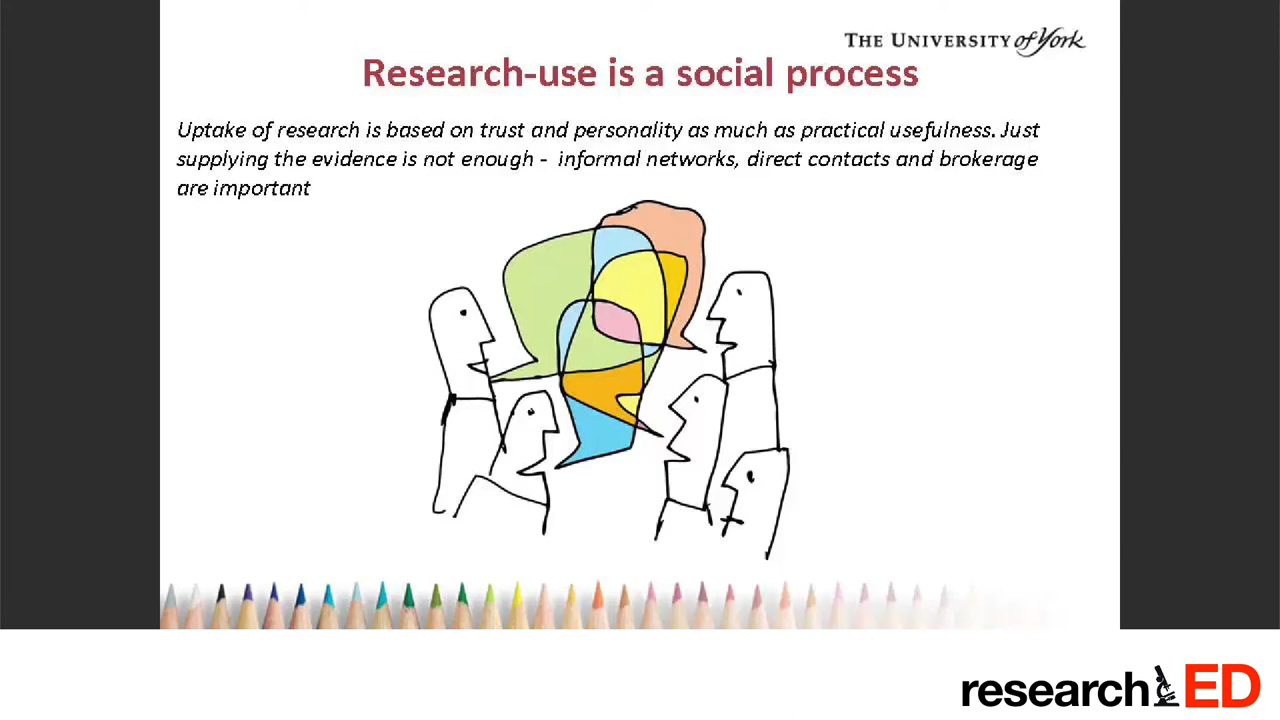 THE UNIVERSITY of York
Research-use is a social process
Uptake of research is based on trust and personality as much as practical usefulness. Just
supplying the evidence is not enough - informal networks, direct contacts and brokerage
are important
researchED